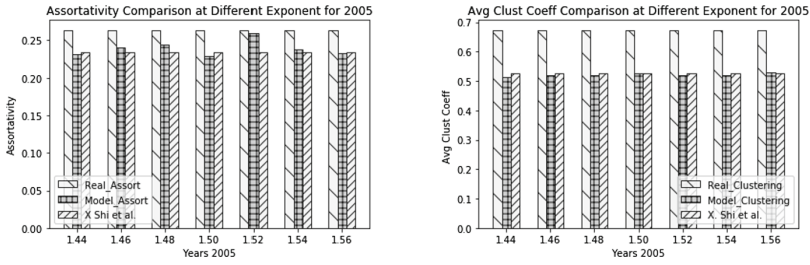 Assortativity Comparison at Different Exponent for 2005
Assortativity
0.25
0.20
0.15
0.10
0.05
0.00
Real_Assort
Model_Assort
X Shi et al.
1.44 1.46 1.48 1.50 1.52 1.54 1.56
Years 2005
Avg Clust Coeff Comparison at Different Exponent for 2005
Avg Clust Coeff
0.7
0.6
0.5
0.4
0.3
0.2
0.1
0.0
Real_Clustering
Model_Clustering
X. Shi et al.
1.44 1.46 1.48 1.50 1.52 1.54 1.56
Years 2005